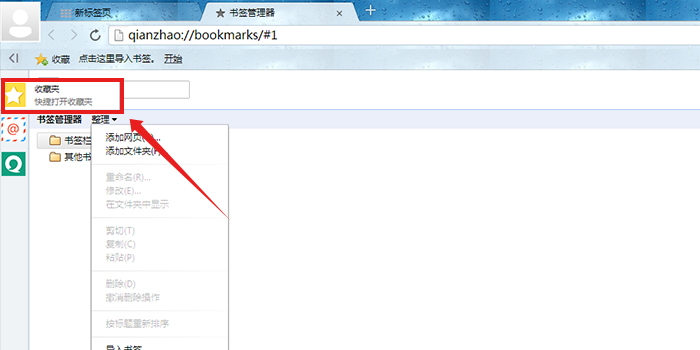 新标签页
书签管理器
qianzhao://bookmarks/#1
收藏 点击这里导入书签。 开始
收藏夹
快捷打开收藏夹
书签管理器 整理
添加网页
添加文件夹
书签栏
其他书
重命名(R)...
修改(E)...
在文件夹中显示
剪切(T)
复制(C)
粘贴(P)
删除(D)
撤消删除操作
按标题重新排序
导入书签